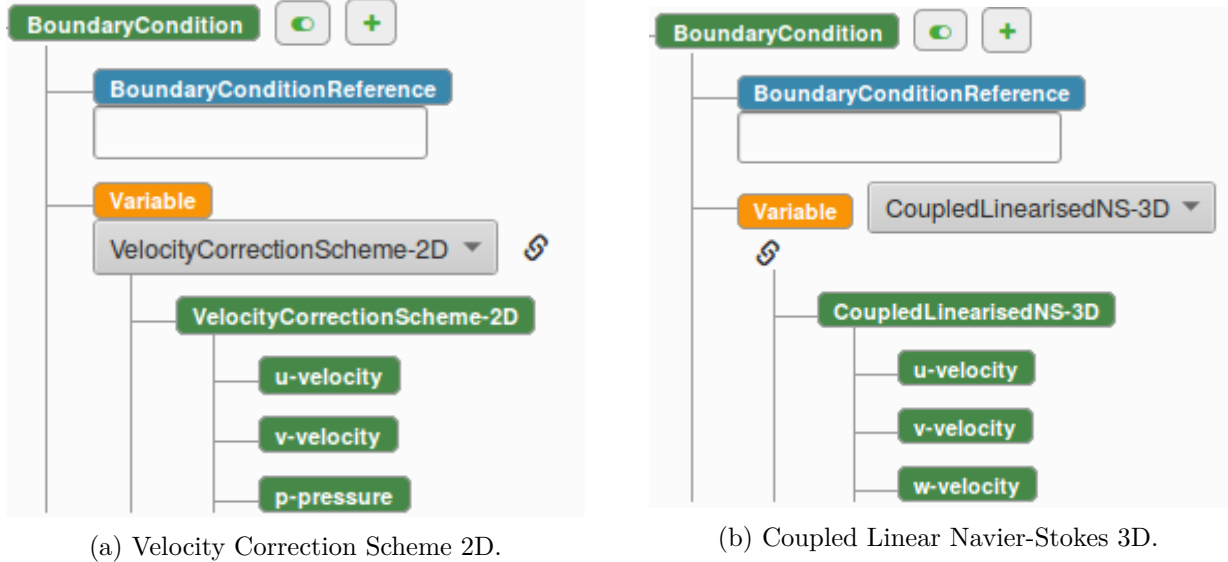 BoundaryCondition
BoundaryConditionReference
Variable
VelocityCorrectionScheme-2D
VelocityCorrectionScheme-2D
u-velocity
v-velocity
p-pressure
(a) Velocity Correction Scheme 2D.
BoundaryCondition
BoundaryConditionReference
Variable CoupledLinearisedNS-3D
CoupledLinearisedNS-3D
u-velocity
v-velocity
w-velocity
(b) Coupled Linear Navier-Stokes 3D.